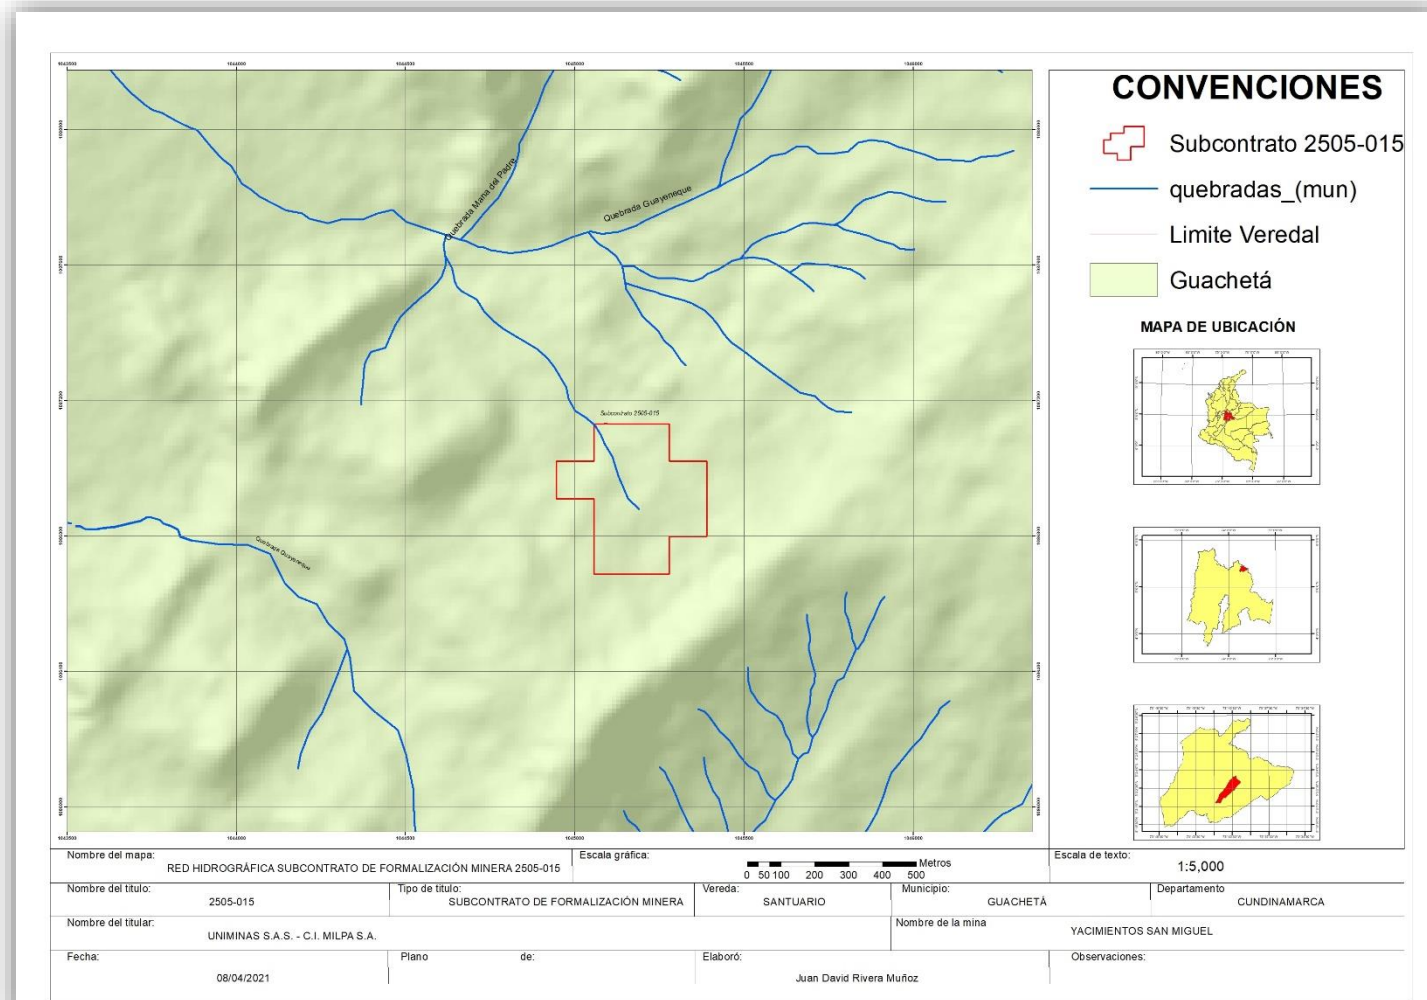 CONVENCIONES
Subcontrato 2505-015
quebradas_(mun)
Limite Veredal
Guachetá
MAPA DE UBICACIÓN
Quebrada Mana del Padre
Quebrada Guayeneque
Subcontrato 2505-015
Quebrada Guayeneque
Nombre del mapa:
RED HIDROGRÁFICA SUBCONTRATO DE FORMALIZACIÓN MINERA 2505-015
Escala gráfica:
Metros
0 50 100 200 300 400 500
Escala de texto:
1:5,000
Nombre del titulo:
2505-015
Tipo de titulo:
SUBCONTRATO DE FORMALIZACIÓN MINERA
Vereda:
SANTUARIO
Municipio:
GUACHETÁ
Departamento
CUNDINAMARCA
Nombre del titular:
UNIMINAS S.A.S. - C.I. MILPA S.A.
Nombre de la mina
YACIMIENTOS SAN MIGUEL
Fecha:
08/04/2021
Plano de:
Elaboró:
Juan David Rivera Muñoz
Observaciones: